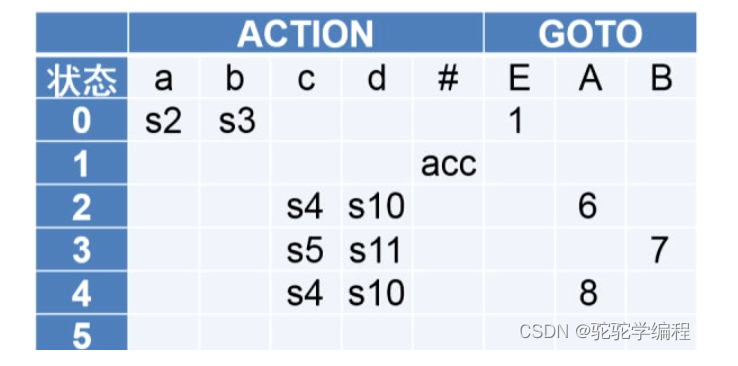 ACTION GOTO
状态 a b c d # E A B
0 s2 s3 1
1 acc
2 s4 s10 6
3 s5 s11 7
4 s4 s10 8
5
CSDN @驼驼学编程